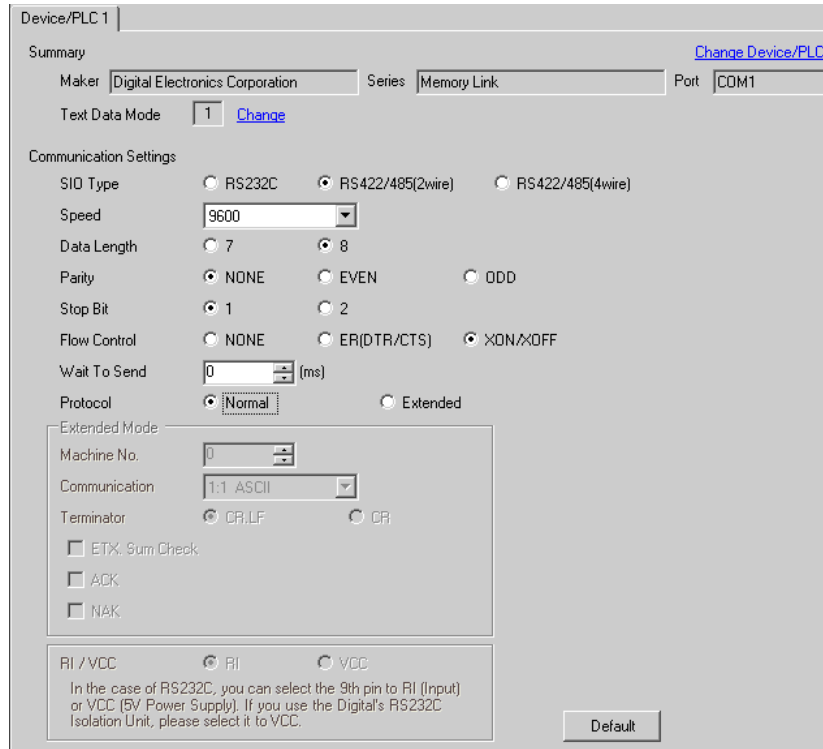 Device/PLC 1
Summary
Change Device/PLC
Maker Digital Electronics Corporation Series Memory Link Port COM1
Text Data Mode 1 Change
Communication Settings
SIO Type RS232C RS422/485(2wire) RS422/485(4wire)
Speed 9600
Data Length 7 8
Parity NONE EVEN ODD
Stop Bit 1 2
Flow Control NONE ER(DTR/CTS) XON/XOFF
Wait To Send 0 (ms)
Protocol Normal Extended
Extended Mode
Machine No. 0
Communication 1:1 ASCII
Terminator CR.LF CR
ETX. Sum Check
ACK
NAK
RI / VCC RI VCC
In the case of RS232C, you can select the 9th pin to RI (Input)
or VCC (5V Power Supply). If you use the Digital's RS232C
Isolation Unit, please select it to VCC.
Default